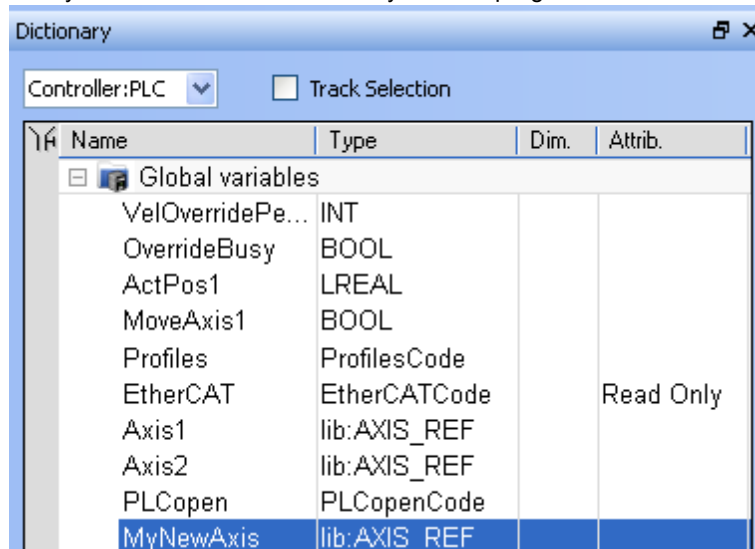 Dictionary
Controller:PLC Track Selection
Name Type Dim. Attrib.
Global variables
VelOverridePe... INT
OverrideBusy BOOL
ActPos1 LREAL
MoveAxis1 BOOL
Profiles ProfilesCode
EtherCAT EtherCATCode Read Only
Axis1 lib:AXIS_REF
Axis2 lib:AXIS_REF
PLCopen PLCopenCode
MyNewAxis lib:AXIS_REF